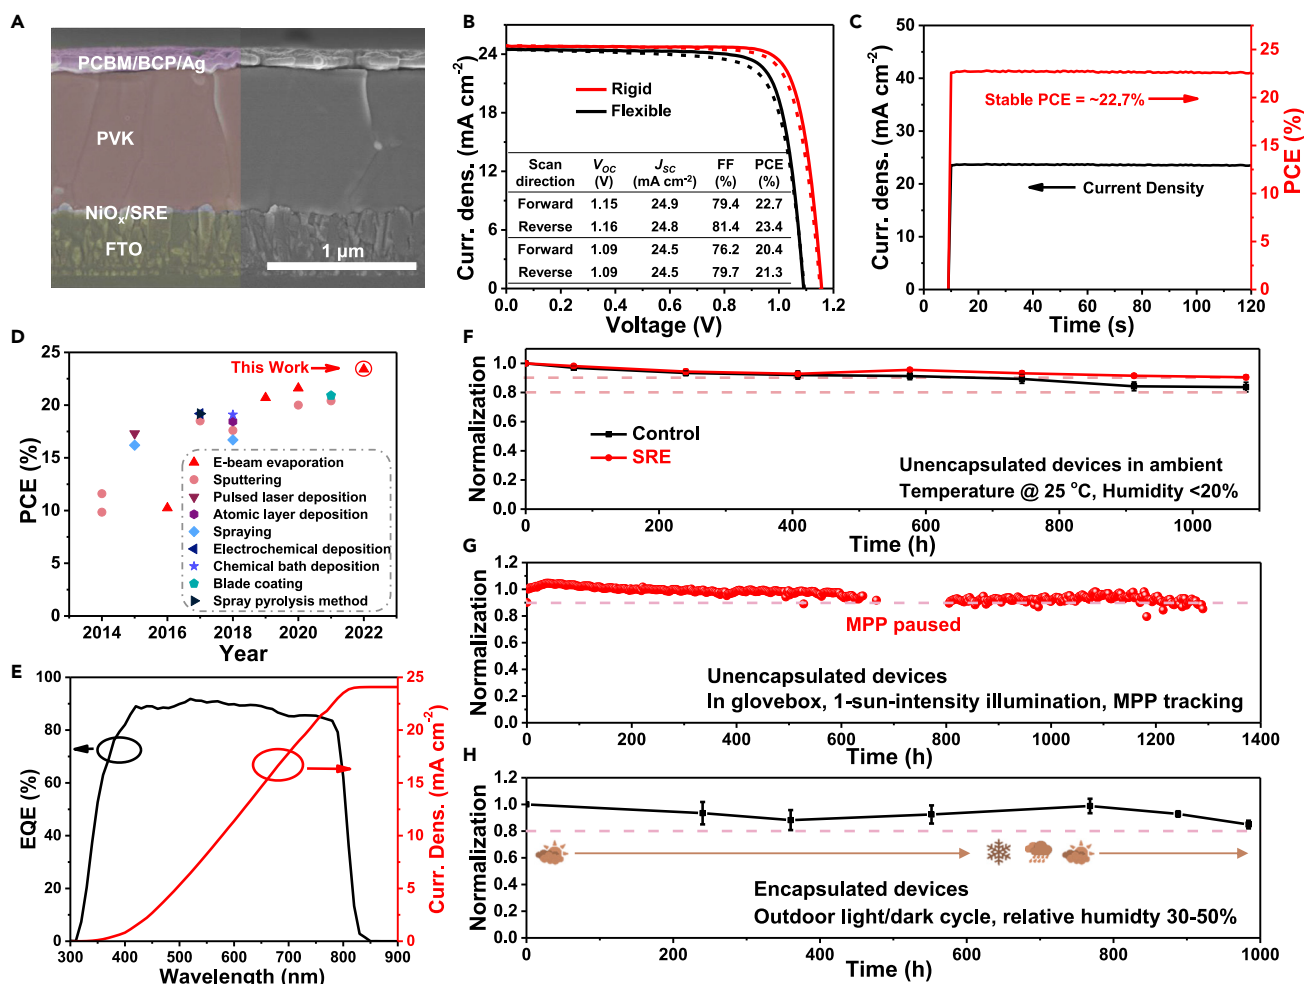 A
PCBM/BCP/Ag
PVK
NiOx/SRE
FTO
1 μm
B
Curr. dens. (mA cm-2)
24
18
12
6
0
Rigid
Flexible
Scan direction VOC (V) JSC (mA cm-2) FF (%) PCE (%)
Forward 1.15 24.9 79.4 22.7
Reverse 1.16 24.8 81.4 23.4
Forward 1.09 24.5 76.2 20.4
Reverse 1.09 24.5 79.7 21.3
0.0 0.2 0.4 0.6 0.8 1.0 1.2
Voltage (V)
C
Current dens. (mA cm-2)
50
40
30
20
10
0
Stable PCE = ~22.7%
Current Density
25
20
15
10
5
0
PCE (%)
0 20 40 60 80 100 120
Time (s)
D
PCE (%)
25
20
15
10
5
0
This Work
E-beam evaporation
Sputtering
Pulsed laser deposition
Atomic layer deposition
Spraying
Electrochemical deposition
Chemical bath deposition
Blade coating
Spray pyrolysis method
2014 2016 2018 2020 2022
Year
E
EQE (%)
100
80
60
40
20
0
25
20
15
10
5
0
Curr. Dens. (mA cm-2)
300 400 500 600 700 800 900
Wavelength (nm)
F
Normalization
1.0
0.8
0.6
0.4
0.2
0.0
Control
SRE
Unencapsulated devices in ambient
Temperature @ 25 oC, Humidity <20%
0 200 400 600 800 1000
Time (h)
G
Normalization
1.2
1.0
0.8
0.6
0.4
0.2
0.0
MPP paused
Unencapsulated devices
In glovebox, 1-sun-intensity illumination, MPP tracking
0 200 400 600 800 1000 1200 1400
Time (h)
H
Normalization
1.2
1.0
0.8
0.6
0.4
0.2
0.0
Encapsulated devices
Outdoor light/dark cycle, relative humidty 30-50%
0 200 400 600 800 1000
Time (h)